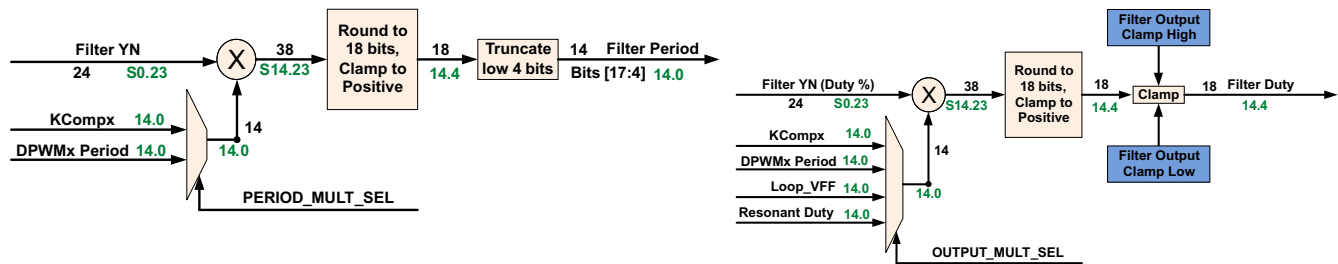 Filter YN
24 S0.23
X
38
S14.23
Round to
18 bits,
Clamp to
Positive
18
14.4
Truncate
low 4 bits
14 Filter Period
Bits [17:4] 14.0
KCompx 14.0
DPWMx Period 14.0
14
14.0
PERIOD_MULT_SEL
Filter YN (Duty %)
24 S0.23
X
38
S14.23
Round to
18 bits,
Clamp to
Positive
18
14.4
Filter Output
Clamp High
Clamp
18 Filter Duty
14.4
Filter Output
Clamp Low
KCompx 14.0
DPWMx Period 14.0
Loop_VFF 14.0
Resonant Duty 14.0
14
14.0
OUTPUT_MULT_SEL